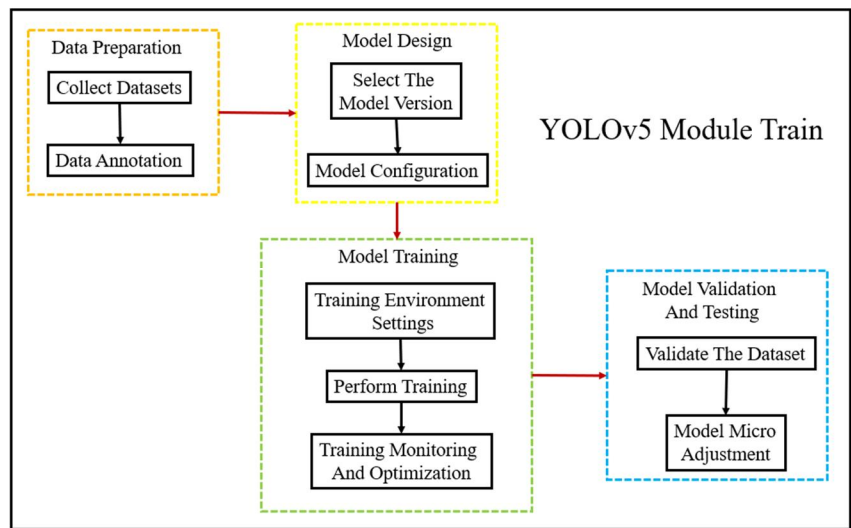 Data Preparation
Collect Datasets
Data Annotation
Model Design
Select The
Model Version
Model Configuration
YOLOv5 Module Train
Model Training
Training Environment
Settings
Perform Training
Training Monitoring
And Optimization
Model Validation
And Testing
Validate The Dataset
Model Micro
Adjustment